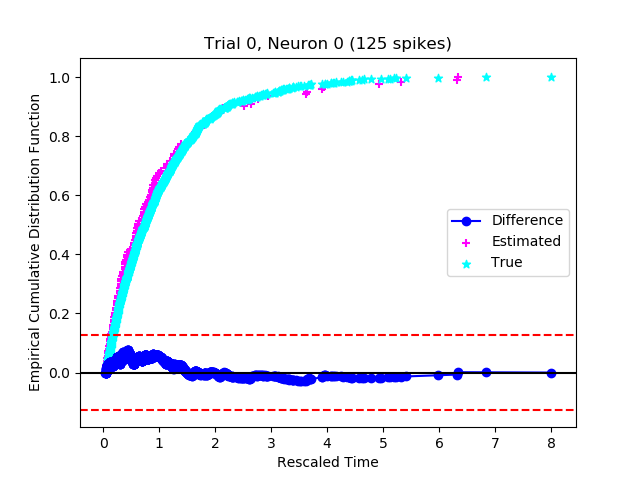 Trial 0, Neuron 0 (125 spikes)
Empirical Cumulative Distribution Function
1.0
0.8
0.6
0.4
0.2
0.0
Difference
Estimated
True
0 1 2 3 4 5 6 7 8
Rescaled Time